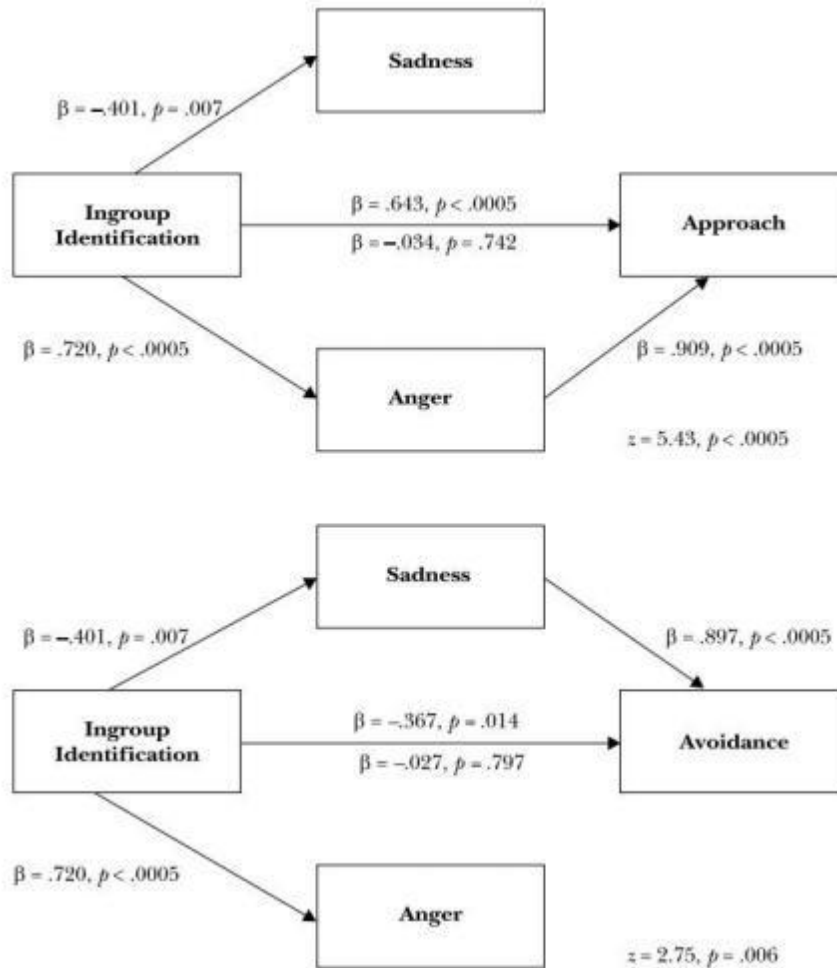 Sadness
β = –.401, p = .007
Ingroup
Identification
β = .643, p < .0005
β = –.034, p = .742
Approach
β = .720, p < .0005
Anger
β = .909, p < .0005
z = 5.43, p < .0005
Sadness
β = –.401, p = .007
β = .897, p < .0005
Ingroup
Identification
β = –.367, p = .014
β = –.027, p = .797
Avoidance
β = .720, p < .0005
Anger
z = 2.75, p = .006